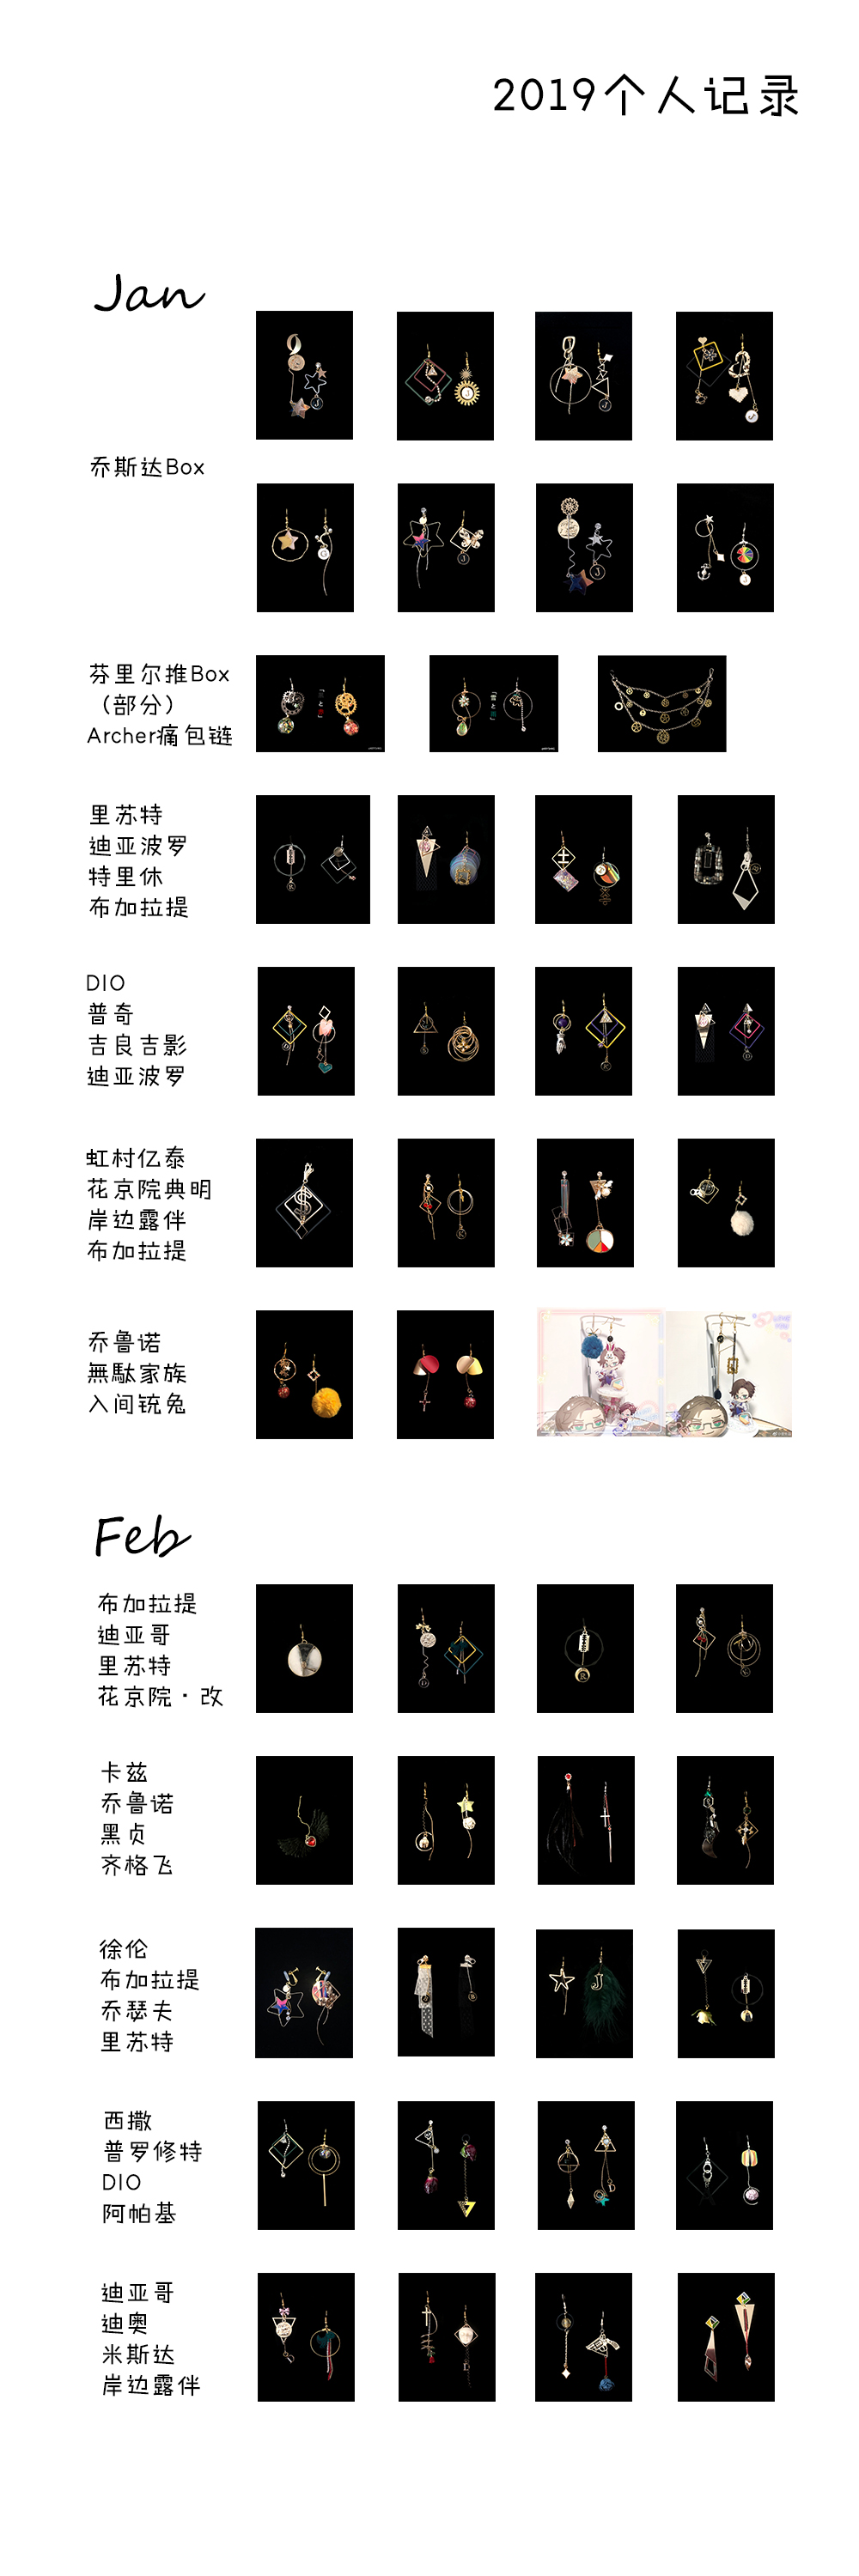 2019个人记录
Jan
乔斯达Box
芬里尔推Box
（部分）
Archer痛包链
里苏特
迪亚波罗
特里休
布加拉提
DIO
普奇
吉良吉影
迪亚波罗
虹村亿泰
花京院典明
岸边露伴
布加拉提
乔鲁诺
無駄家族
入间铳兔
Feb
布加拉提
迪亚哥
里苏特
花京院·改
卡兹
乔鲁诺
黑贞
齐格飞
徐伦
布加拉提
乔瑟夫
里苏特
西撒
普罗修特
DIO
阿帕基
迪亚哥
迪奥
米斯达
岸边露伴